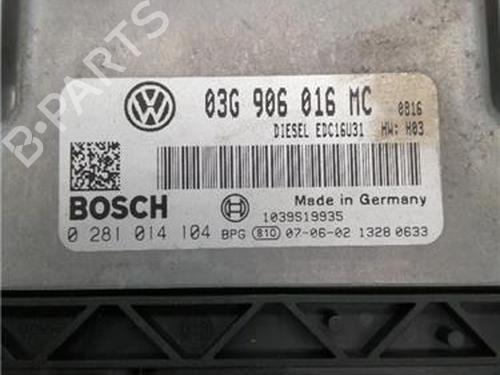 03G 906 016 MC 0816
DIESEL EDC16U31 HW: H03
BOSCH
Made in Germany
1039S19935
0 281 014 104 BPG 810 07-06-02 1328 0633
B-PARTS